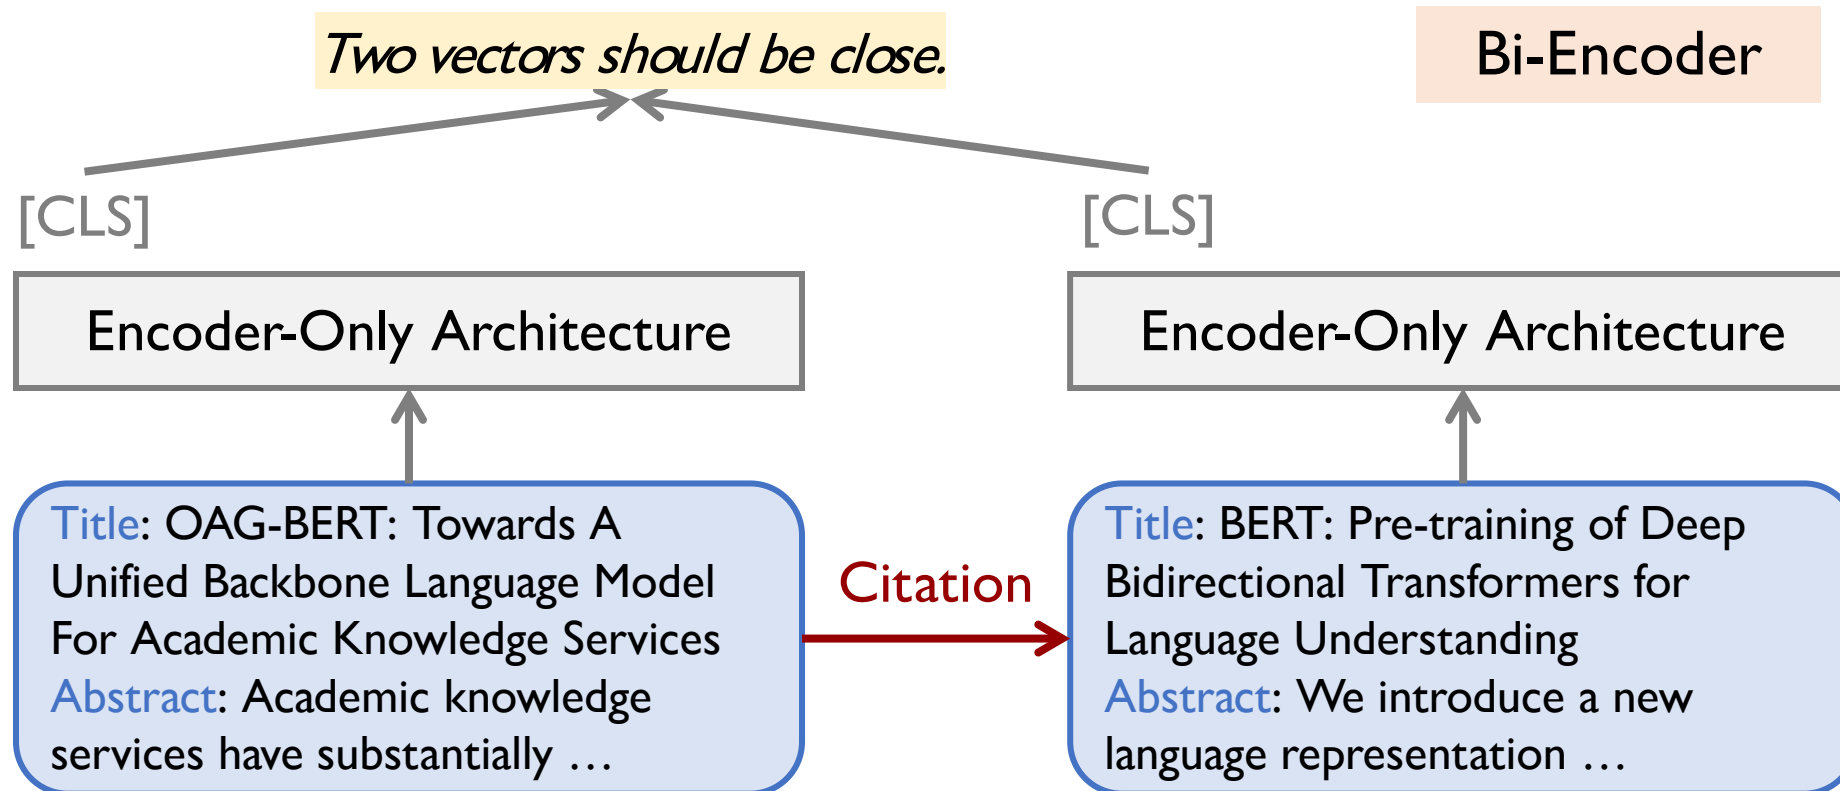 Two vectors should be close.
Bi-Encoder
[CLS]
[CLS]
Encoder-Only Architecture
Encoder-Only Architecture
Title: OAG-BERT: Towards A
Unified Backbone Language Model
For Academic Knowledge Services
Abstract: Academic knowledge
services have substantially …
Citation
Title: BERT: Pre-training of Deep
Bidirectional Transformers for
Language Understanding
Abstract: We introduce a new
language representation …